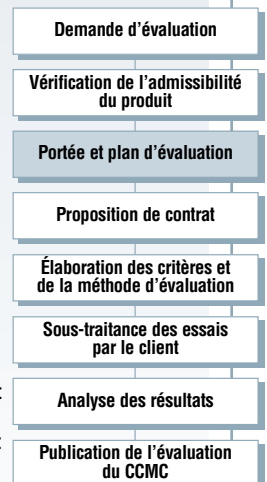 Demande d'évaluation
Vérification de l'admissibilité
du produit
Portée et plan d'évaluation
Proposition de contrat
Élaboration des critères et
de la méthode d'évaluation
Sous-traitance des essais
par le client
Analyse des résultats
Publication de l'évaluation
du CCMC